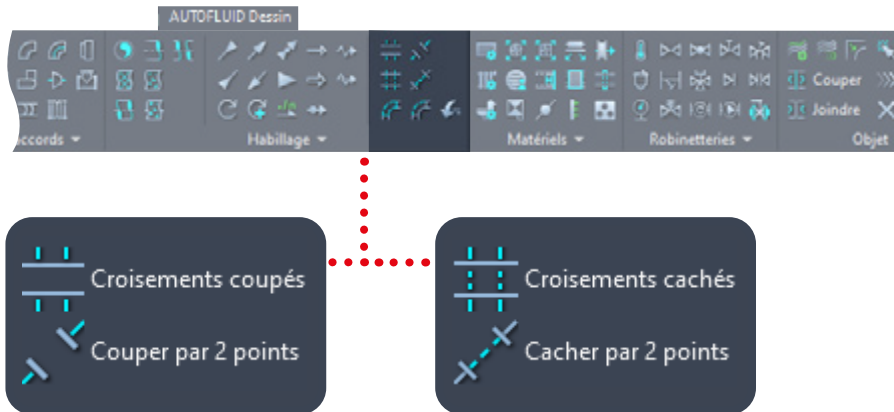 AUTOFLUID Dessin
Couper
Joindre
ccords
Habillage
Matériels
Robinetteries
Objet
Croisements coupés
Couper par 2 points
Croisements cachés
Cacher par 2 points